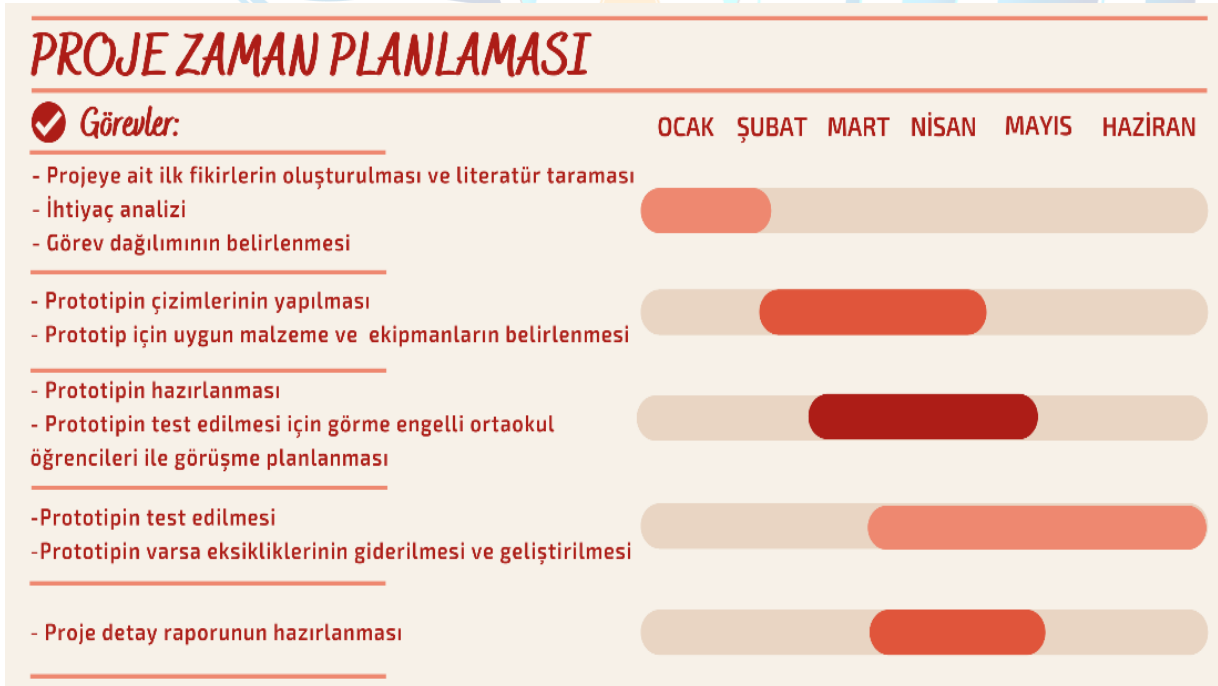 PROJE ZAMAN PLANLAMASI
Görevler:
OCAK ŞUBAT MART NİSAN MAYIS HAZİRAN
- Projeye ait ilk fikirlerin oluşturulması ve literatür taraması
- İhtiyaç analizi
- Görev dağılımının belirlenmesi
- Prototipin çizimlerinin yapılması
- Prototip için uygun malzeme ve ekipmanların belirlenmesi
- Prototipin hazırlanması
- Prototipin test edilmesi için görme engelli ortaokul
öğrencileri ile görüşme planlanması
-Prototipin test edilmesi
-Prototipin varsa eksikliklerinin giderilmesi ve geliştirilmesi
- Proje detay raporunun hazırlanması